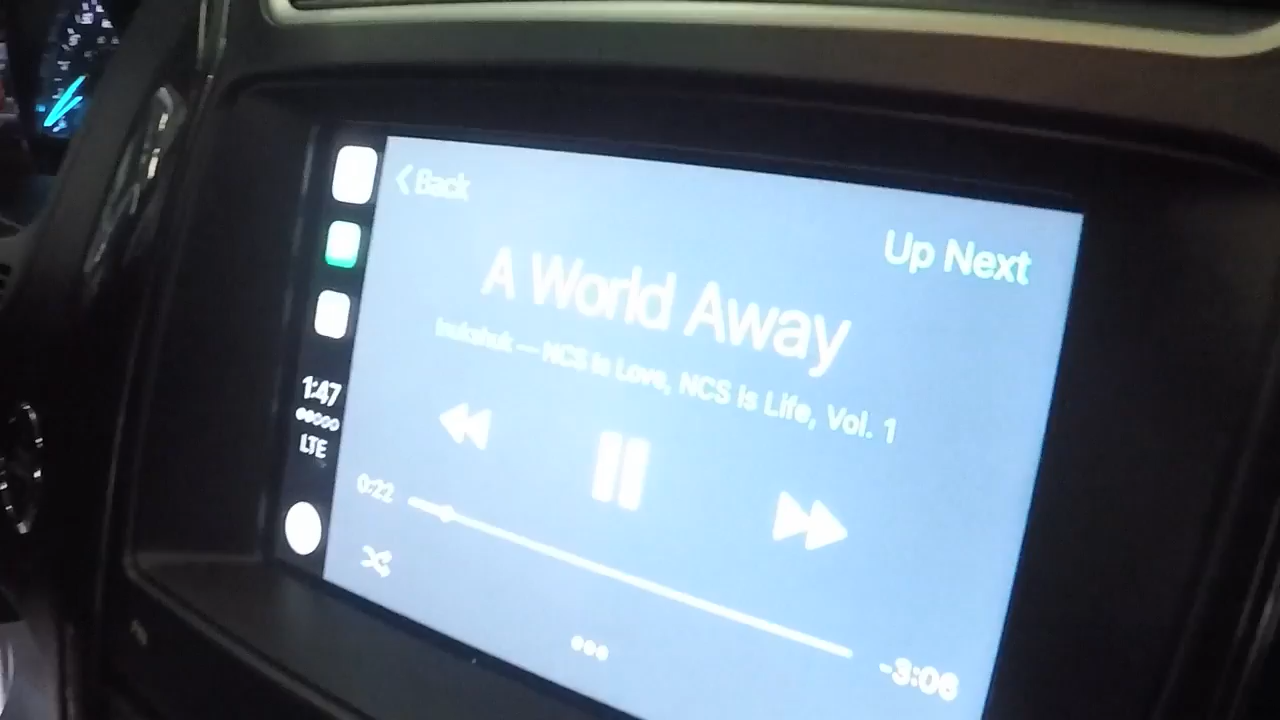 Back
Up Next
A World Away
Inukshuk — NCS is Love, NCS is Life, Vol. 1
1:47
LTE
0:22
-3:06